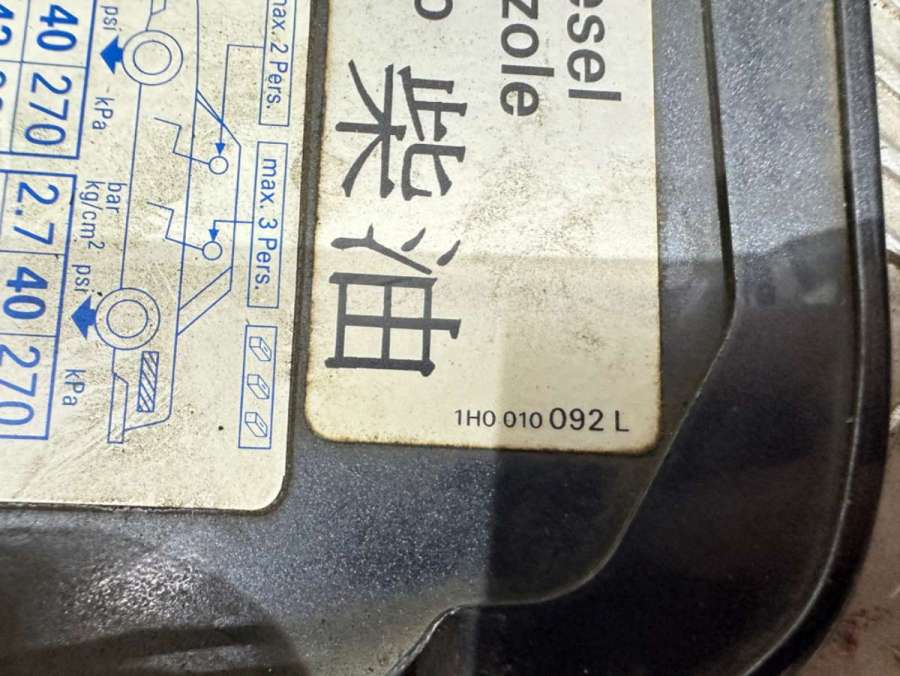 esel
zole
柴油
1H0 010 092 L
max. 2 Pers.
max. 3 Pers.
psi kPa bar kg/cm² psi kPa
40 270 2.7 40 270